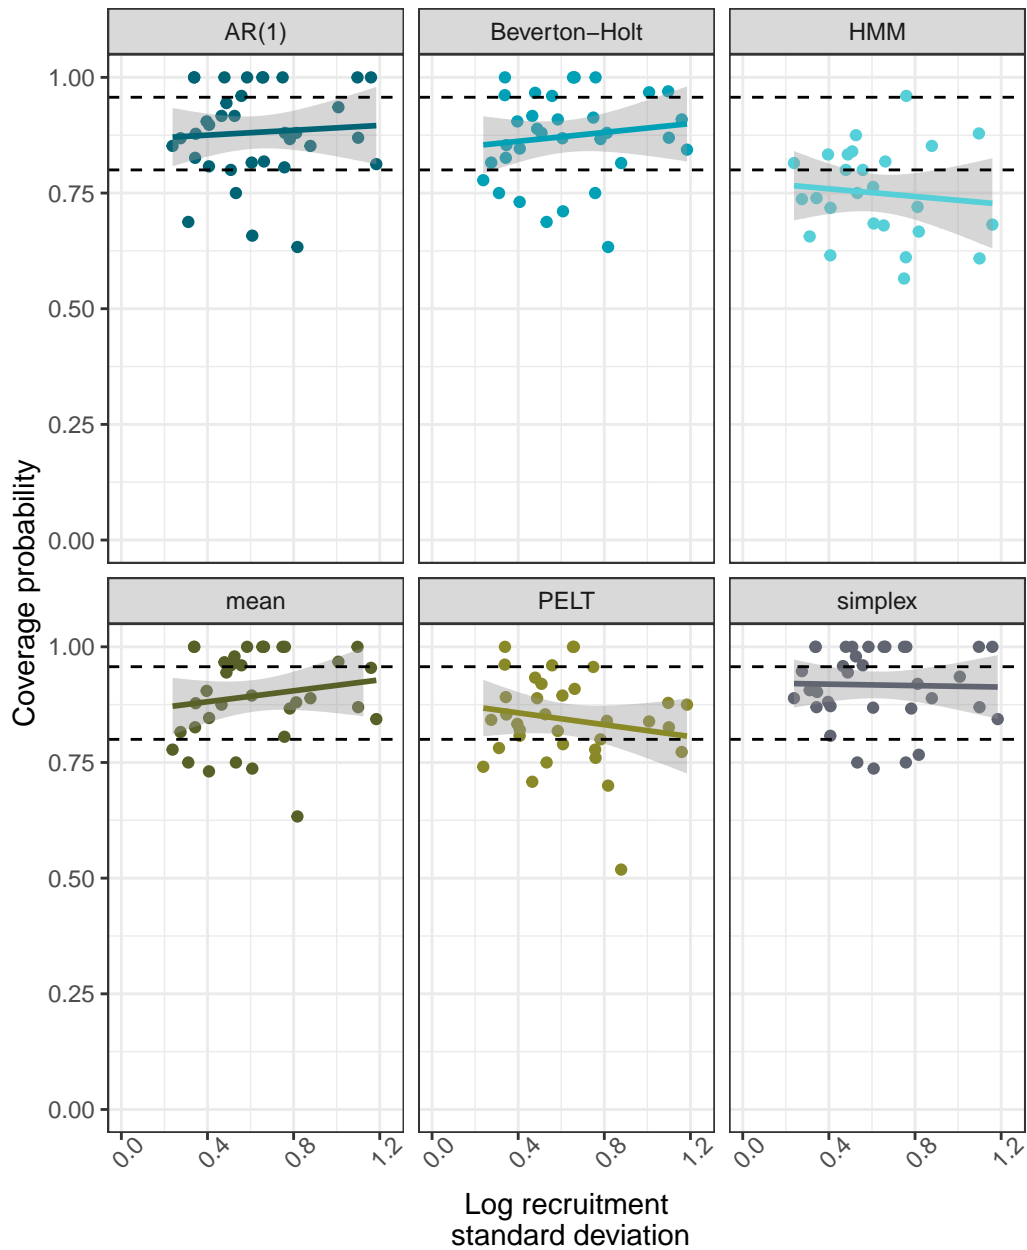 AR(1) Beverton−Holt HMM
1.00
0.75
0.50
0.25
0.00
Coverage probability
mean PELT simplex
1.00
0.75
0.50
0.25
0.00
0.0 0.4 0.8 1.2 0.0 0.4 0.8 1.2 0.0 0.4 0.8 1.2
Log recruitment
standard deviation